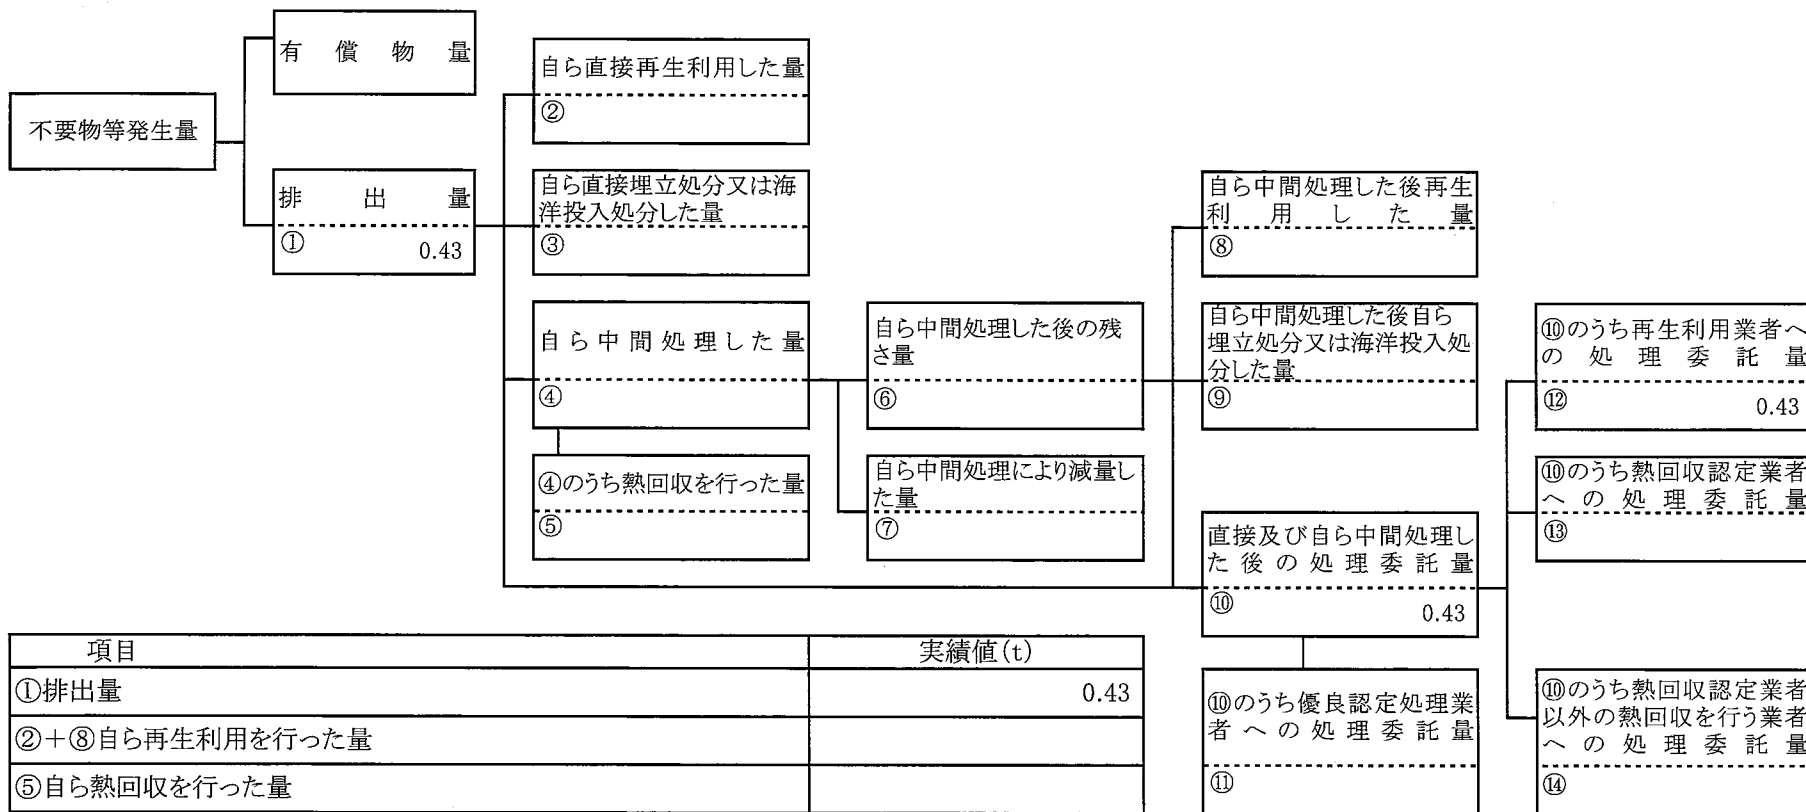 有償物量
不要物等発生量
排出量
① 0.43
自ら直接再生利用した量
②
自ら直接埋立処分又は海
洋投入処分した量
③
自ら中間処理した量
④
④のうち熱回収を行った量
⑤
自ら中間処理した後の残
さ量
⑥
自ら中間処理により減量し
た量
⑦
自ら中間処理した後再生
利用した量
⑧
自ら中間処理した後自ら
埋立処分又は海洋投入処
分した量
⑨
直接及び自ら中間処理し
た後の処理委託量
⑩ 0.43
⑩のうち優良認定処理業
者への処理委託量
⑪
⑩のうち再生利用業者へ
の処理委託量
⑫ 0.43
⑩のうち熱回収認定業者
への処理委託量
⑬
⑩のうち熱回収認定業者
以外の熱回収を行う業者
への処理委託量
⑭
項目 実績値(t)
①排出量 0.43
②+⑧自ら再生利用を行った量
⑤自ら熱回収を行った量